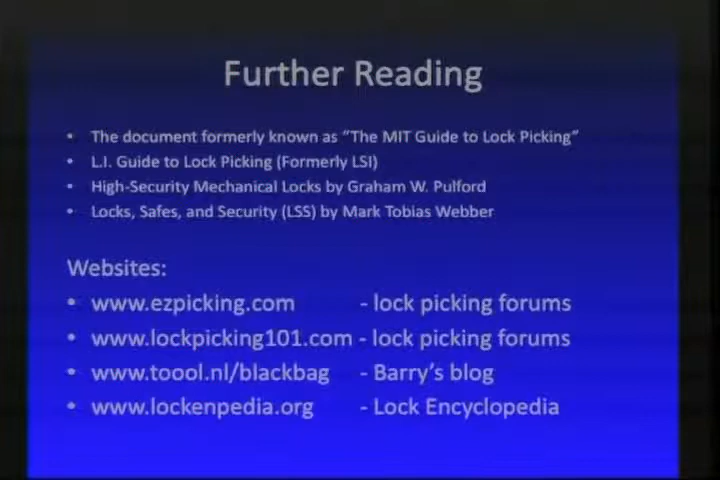 Further Reading
• The document formerly known as “The MIT Guide to Lock Picking”
• L.I. Guide to Lock Picking (Formerly LSI)
• High-Security Mechanical Locks by Graham W. Pulford
• Locks, Safes, and Security (LSS) by Mark Tobias Webber
Websites:
• www.ezpicking.com - lock picking forums
• www.lockpicking101.com - lock picking forums
• www.toool.nl/blackbag - Barry’s blog
• www.lockenpedia.org - Lock Encyclopedia